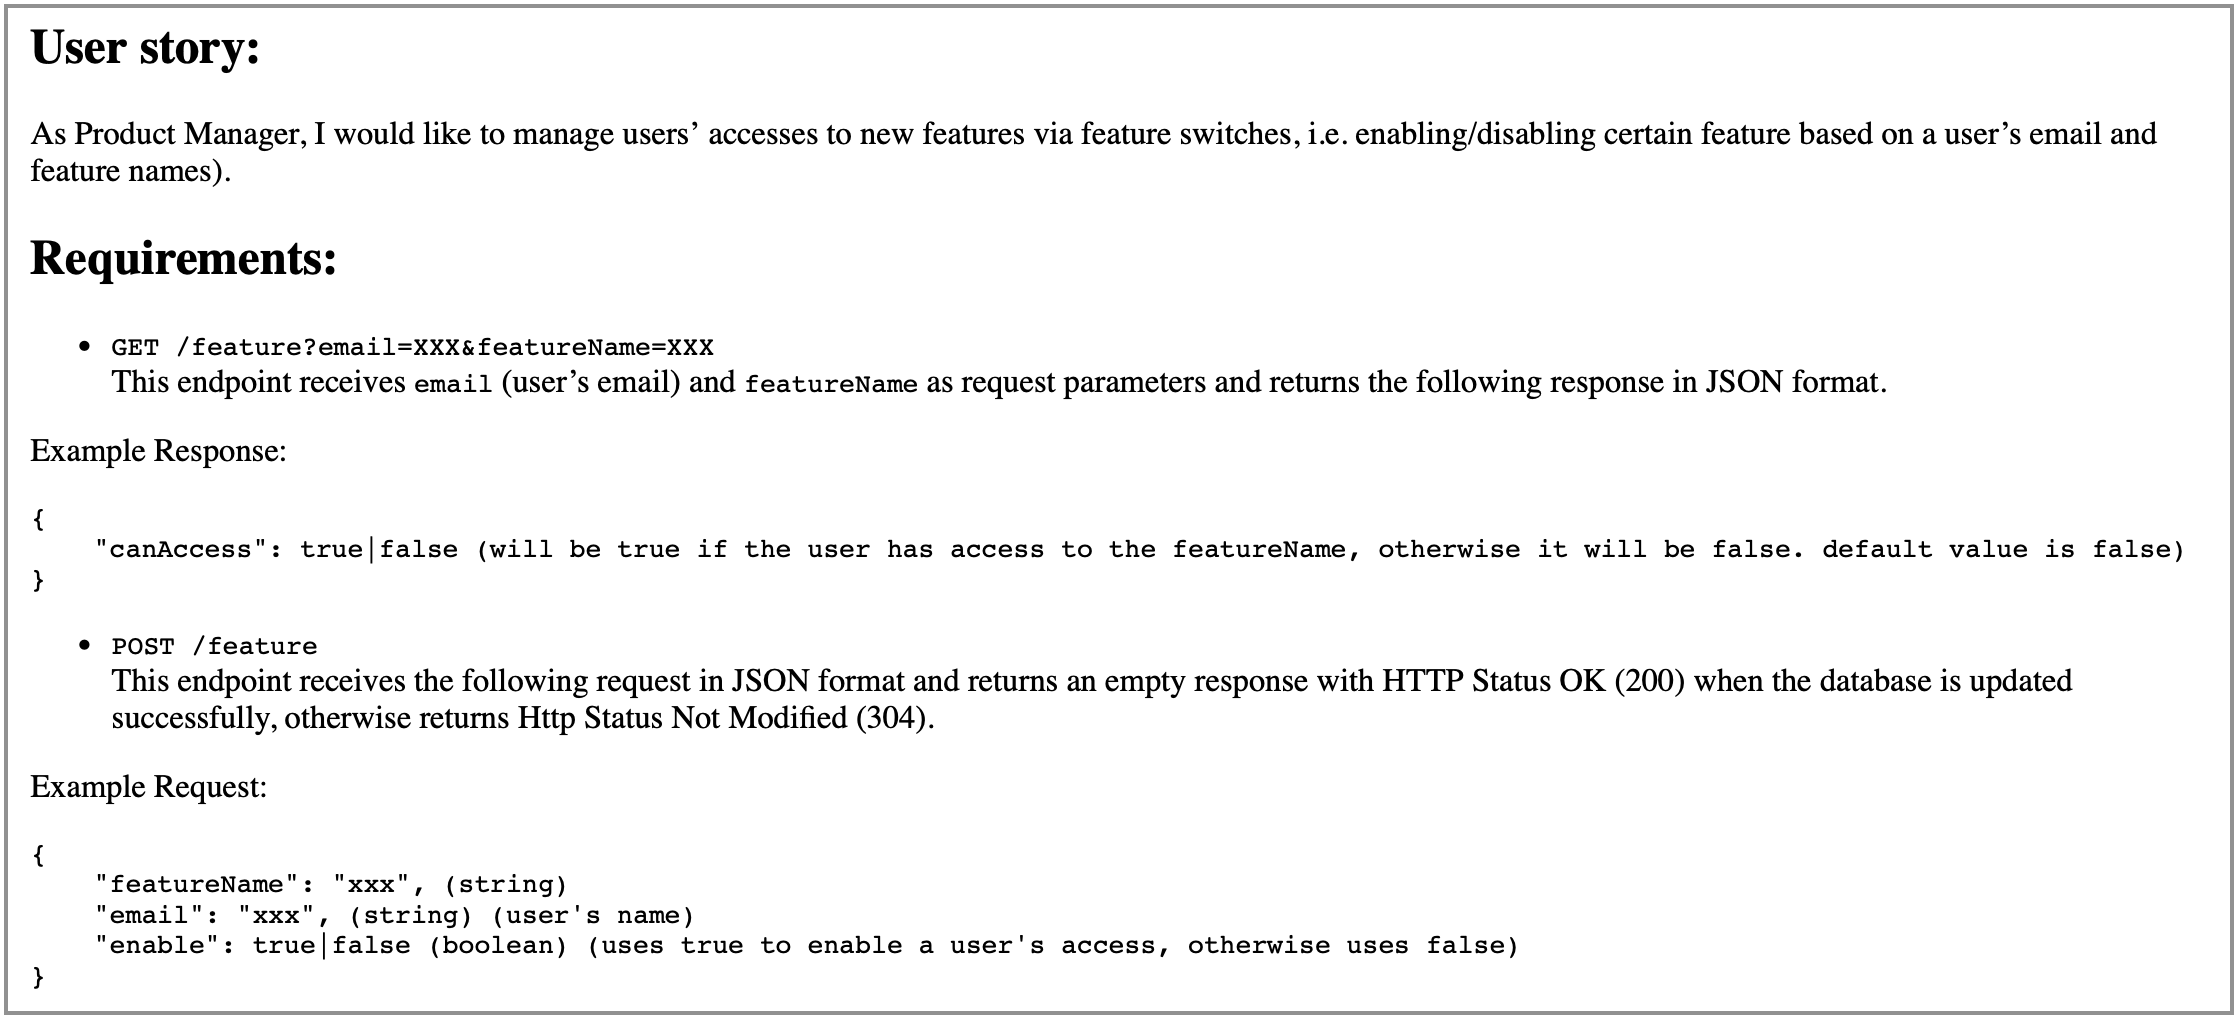 User story:
As Product Manager, I would like to manage users’ accesses to new features via feature switches, i.e. enabling/disabling certain feature based on a user’s email and
feature names).
Requirements:
• GET /feature?email=XXX&featureName=XXX
This endpoint receives email (user’s email) and featureName as request parameters and returns the following response in JSON format.
Example Response:
{
    "canAccess": true|false (will be true if the user has access to the featureName, otherwise it will be false. default value is false)
}
• POST /feature
This endpoint receives the following request in JSON format and returns an empty response with HTTP Status OK (200) when the database is updated
successfully, otherwise returns Http Status Not Modified (304).
Example Request:
{
    "featureName": "xxx", (string)
    "email": "xxx", (string) (user's name)
    "enable": true|false (boolean) (uses true to enable a user's access, otherwise uses false)
}